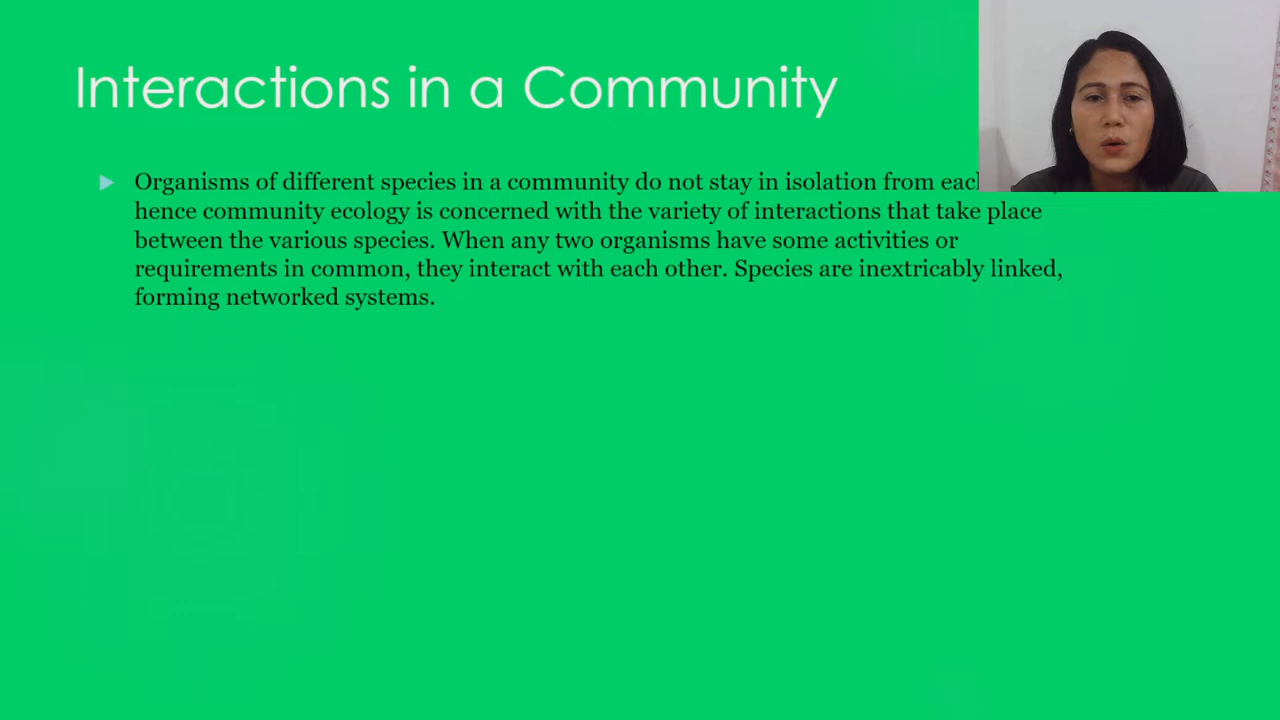 Interactions in a Community
Organisms of different species in a community do not stay in isolation from
hence community ecology is concerned with the variety of interactions that take place
between the various species. When any two organisms have some activities or
requirements in common, they interact with each other. Species are inextricably linked,
forming networked systems.